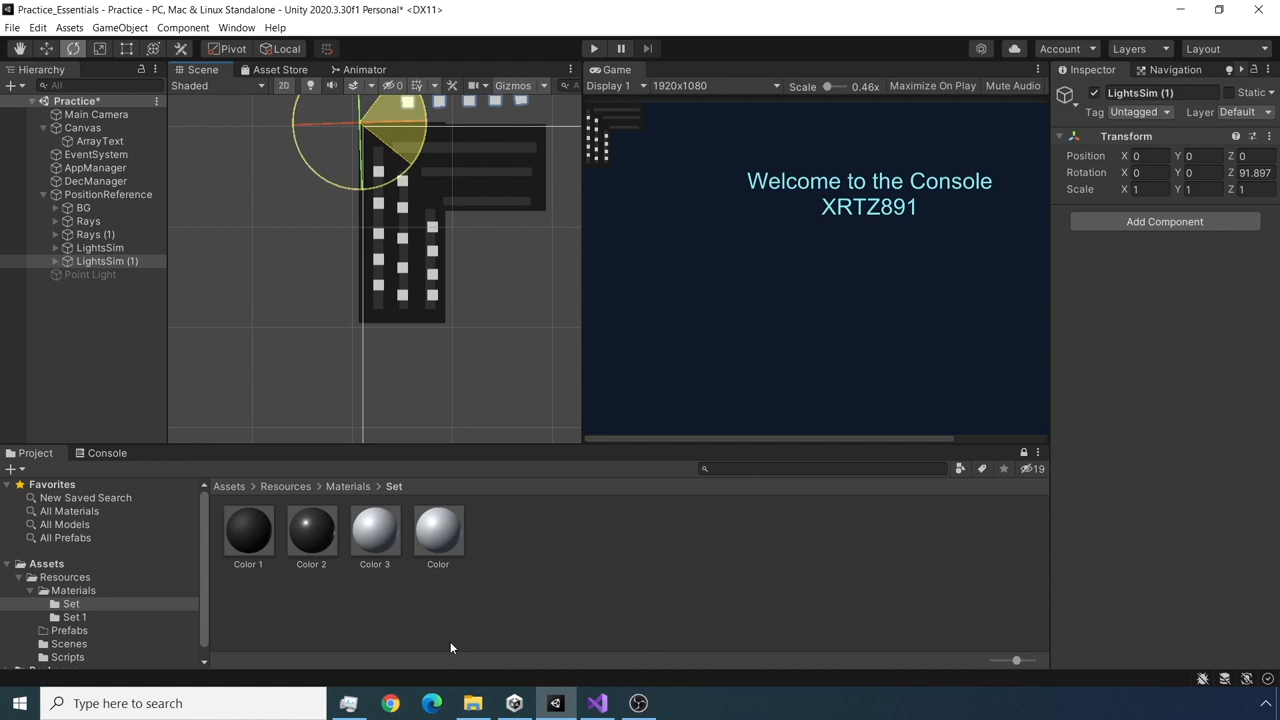 Practice_Essentials - Practice - PC, Mac & Linux Standalone - Unity 2020.3.30f1 Personal* <DX11>
File Edit Assets GameObject Component Window Help
Pivot Local Account Layers Layout
Hierarchy
All
Practice*
Main Camera
Canvas
ArrayText
EventSystem
AppManager
DecManager
PositionReference
BG
Rays
Rays (1)
LightsSim
LightsSim (1)
Point Light
Scene Asset Store Animator
Shaded 2D 0 Gizmos A
Game
Display 1 1920x1080 Scale 0.46x Maximize On Play Mute Audio
Welcome to the Console
XRTZ891
Inspector Navigation
LightsSim (1) Static
Tag Untagged Layer Default
Transform
Position X 0 Y 0 Z 0
Rotation X 0 Y 0 Z 91.897
Scale X 1 Y 1 Z 1
Add Component
Project Console
19
Favorites
New Saved Search
All Materials
All Models
All Prefabs
Assets
Resources
Materials
Set
Set 1
Prefabs
Scenes
Scripts
Assets > Resources > Materials > Set
Color 1 Color 2 Color 3 Color
Type here to search